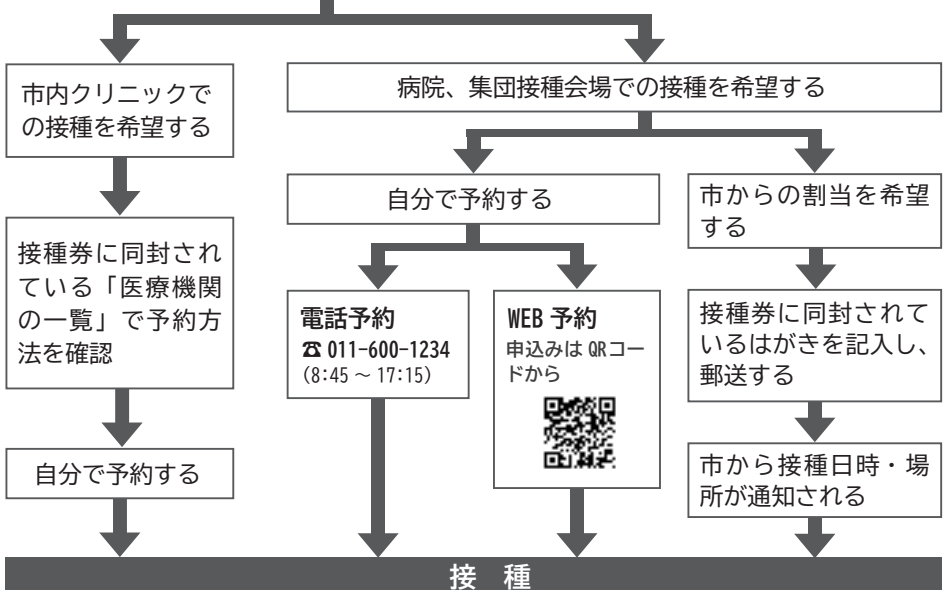 市内クリニックで
の接種を希望する
病院、集団接種会場での接種を希望する
自分で予約する
市からの割当を希望
する
接種券に同封され
ている「医療機関
の一覧」で予約方
法を確認
電話予約
☎ 011-600-1234
(8:45 ～ 17:15)
WEB 予約
申込みは QRコー
ドから
接種券に同封されて
いるはがきを記入し、
郵送する
自分で予約する
市から接種日時・場
所が通知される
接 種